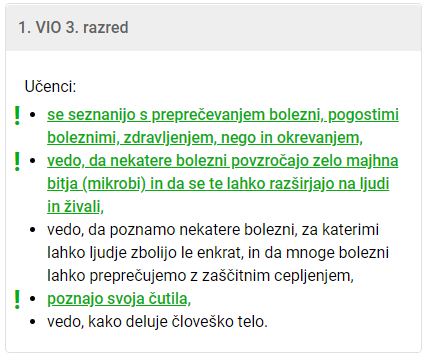 1. VIO 3. razred
Učenci:
! • se seznanijo s preprečevanjem bolezni, pogostimi
boleznimi, zdravljenjem, nego in okrevanjem,
! • vedo, da nekatere bolezni povzročajo zelo majhna
bitja (mikrobi) in da se te lahko razširjajo na ljudi
in živali,
• vedo, da poznamo nekatere bolezni, za katerimi
lahko ljudje zbolijo le enkrat, in da mnoge bolezni
lahko preprečujemo z zaščitnim cepljenjem,
! • poznajo svoja čutila,
• vedo, kako deluje človeško telo.